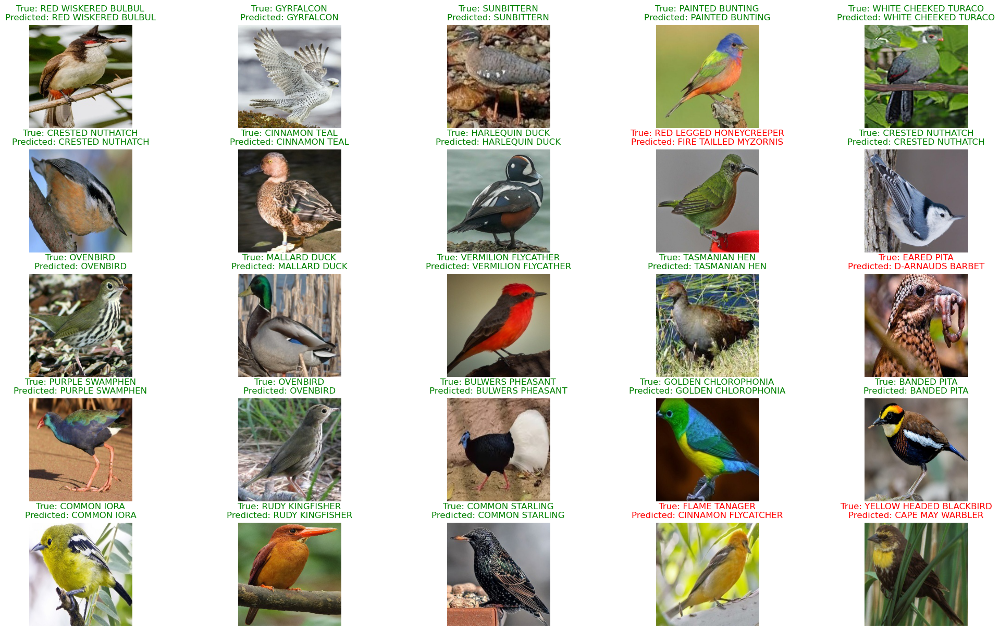 True: RED WISKERED BULBUL
Predicted: RED WISKERED BULBUL
True: GYRFALCON
Predicted: GYRFALCON
True: SUNBITTERN
Predicted: SUNBITTERN
True: PAINTED BUNTING
Predicted: PAINTED BUNTING
True: WHITE CHEEKED TURACO
Predicted: WHITE CHEEKED TURACO
True: CRESTED NUTHATCH
Predicted: CRESTED NUTHATCH
True: CINNAMON TEAL
Predicted: CINNAMON TEAL
True: HARLEQUIN DUCK
Predicted: HARLEQUIN DUCK
True: RED LEGGED HONEYCREEPER
Predicted: FIRE TAILLED MYZORNIS
True: CRESTED NUTHATCH
Predicted: CRESTED NUTHATCH
True: OVENBIRD
Predicted: OVENBIRD
True: MALLARD DUCK
Predicted: MALLARD DUCK
True: VERMILION FLYCATHER
Predicted: VERMILION FLYCATHER
True: TASMANIAN HEN
Predicted: TASMANIAN HEN
True: EARED PITA
Predicted: D-ARNAUDS BARBET
True: PURPLE SWAMPHEN
Predicted: PURPLE SWAMPHEN
True: OVENBIRD
Predicted: OVENBIRD
True: BULWERS PHEASANT
Predicted: BULWERS PHEASANT
True: GOLDEN CHLOROPHONIA
Predicted: GOLDEN CHLOROPHONIA
True: BANDED PITA
Predicted: BANDED PITA
True: COMMON IORA
Predicted: COMMON IORA
True: RUDY KINGFISHER
Predicted: RUDY KINGFISHER
True: COMMON STARLING
Predicted: COMMON STARLING
True: FLAME TANAGER
Predicted: CINNAMON FLYCATCHER
True: YELLOW HEADED BLACKBIRD
Predicted: CAPE MAY WARBLER